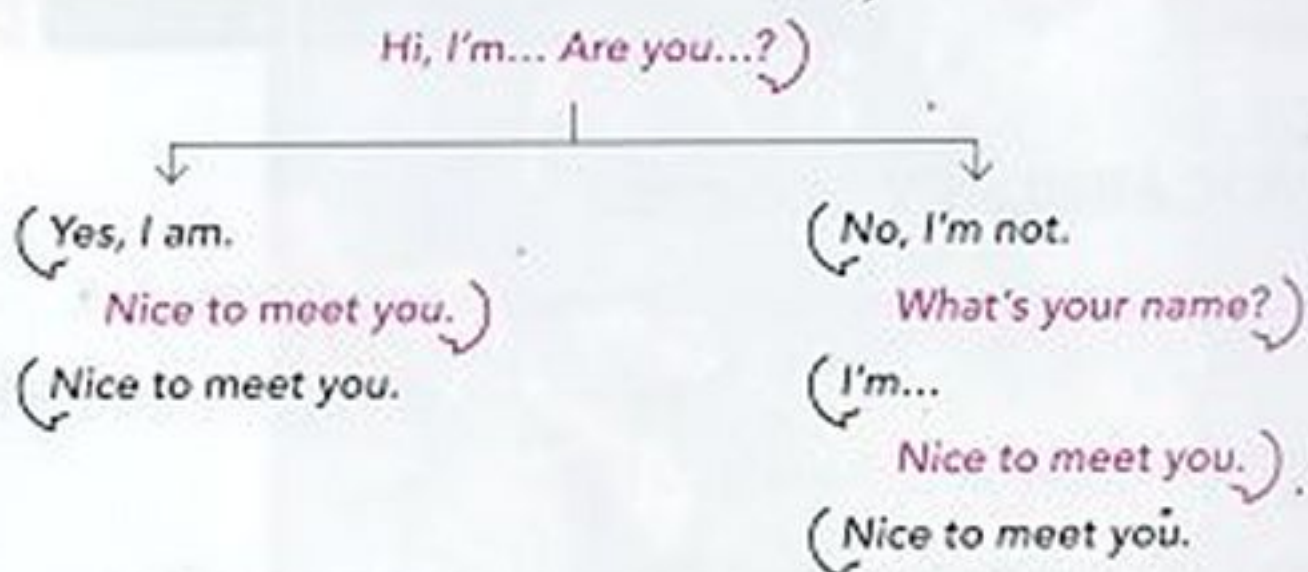 Hi, I'm... Are you...?
Yes, I am.
Nice to meet you.
Nice to meet you.
No, I'm not.
What's your name?
I'm...
Nice to meet you.
Nice to meet you.